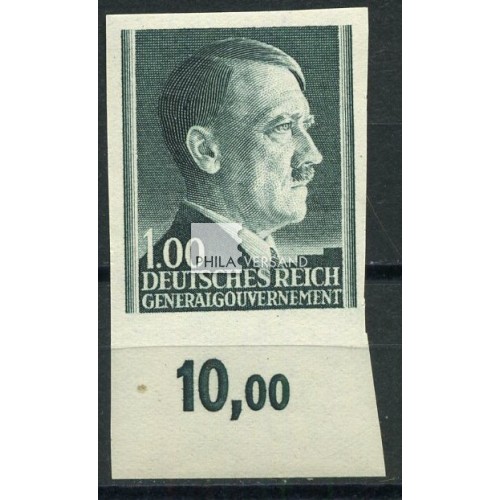 1.00
PHILA VERSAND
DEUTSCHES REICH
GENERALGOUVERNEMENT
10,00